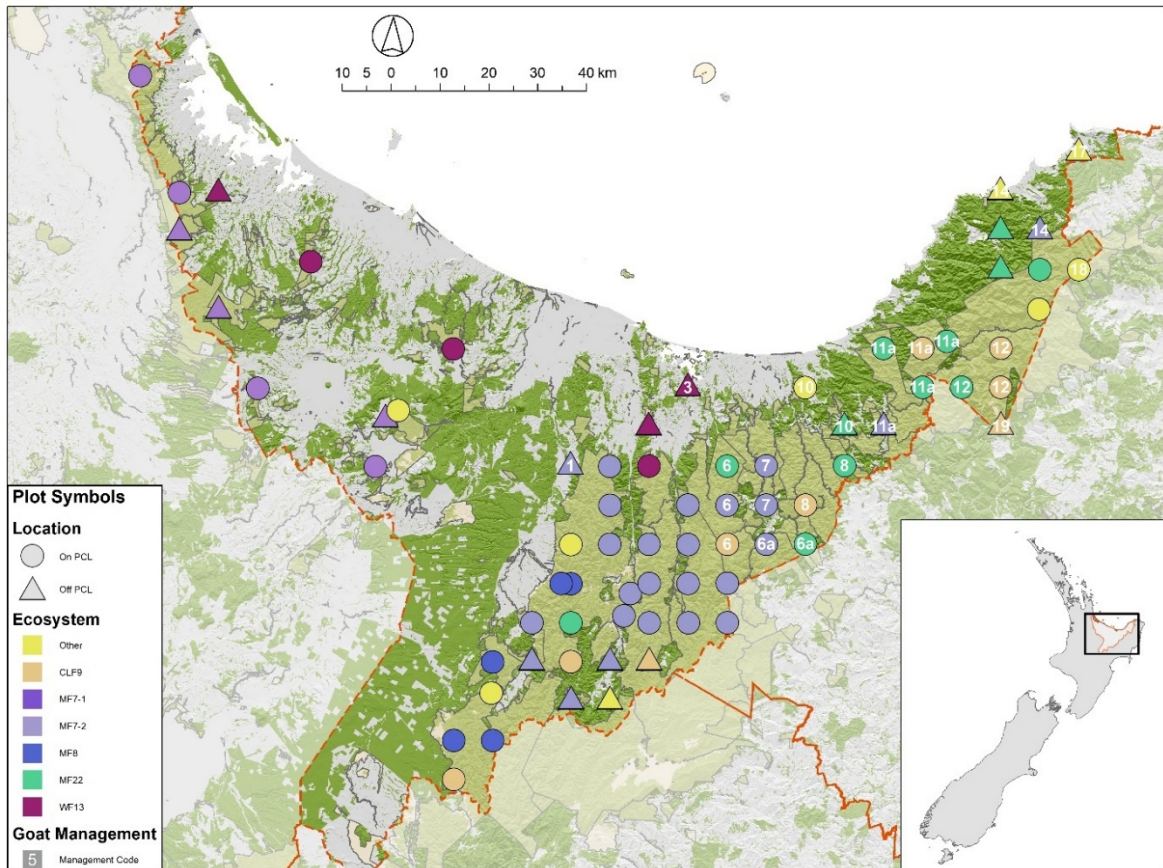 10 5 0 10 20 30 40 km
17
14
14
18
11a 11a 11a 12
11a 12 12
3 10
10 11a 19
1 6 7 8
6 7 8
6 6a 6a
Plot Symbols
Location
On PCL
Off PCL
Ecosystem
Other
CLF9
MF7-1
MF7-2
MF8
MF22
WF13
Goat Management
5 Management Code